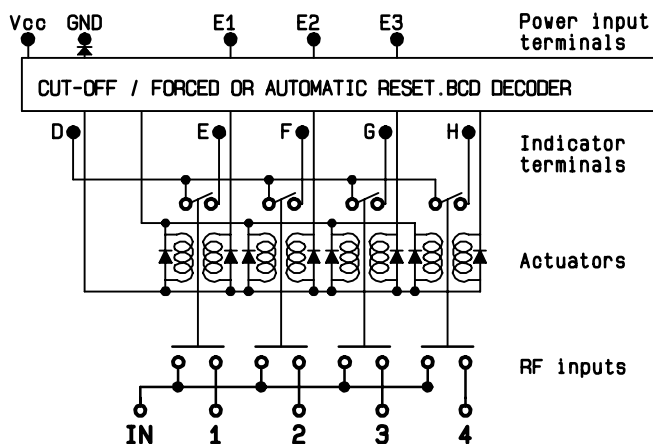 Vcc GND E1 E2 E3 Power input
terminals
CUT-OFF / FORCED OR AUTOMATIC RESET.BCD DECODER
D E F G H Indicator
terminals
Actuators
RF inputs
IN 1 2 3 4